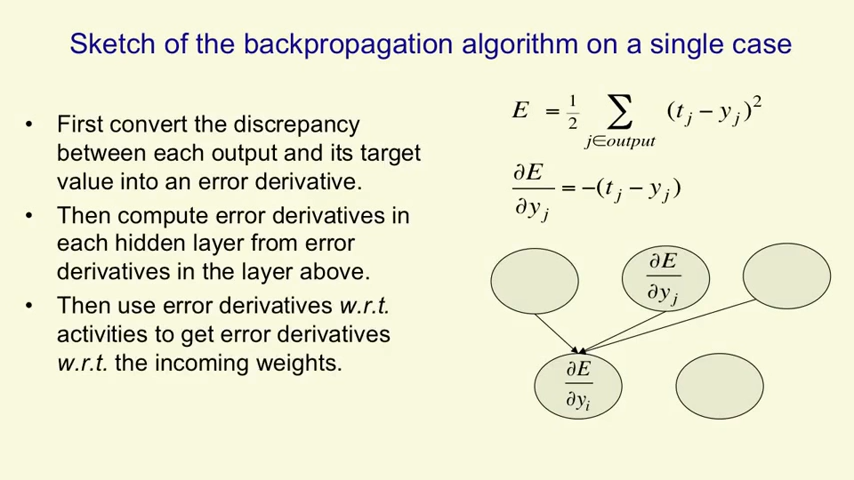 Sketch of the backpropagation algorithm on a single case
• First convert the discrepancy
between each output and its target
value into an error derivative.
• Then compute error derivatives in
each hidden layer from error
derivatives in the layer above.
• Then use error derivatives w.r.t.
activities to get error derivatives
w.r.t. the incoming weights.
E = 1/2 ∑ j∈output (t_j − y_j)²
∂E/∂y_j = −(t_j − y_j)
∂E/∂y_j
∂E/∂y_i